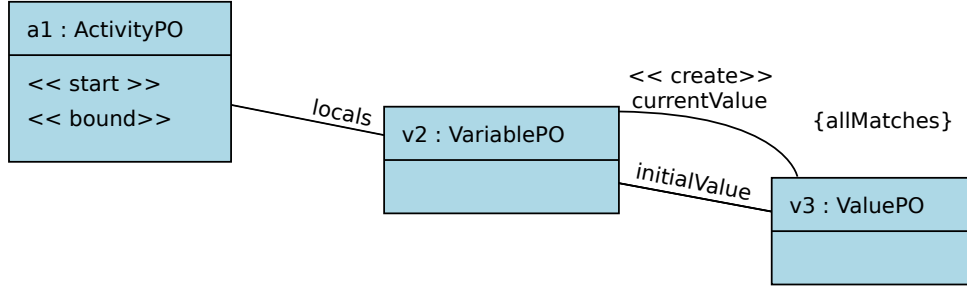 a1 : ActivityPO
<< start >>
<< bound>>
locals
v2 : VariablePO
<< create>>
currentValue
{allMatches}
initialValue
v3 : ValuePO